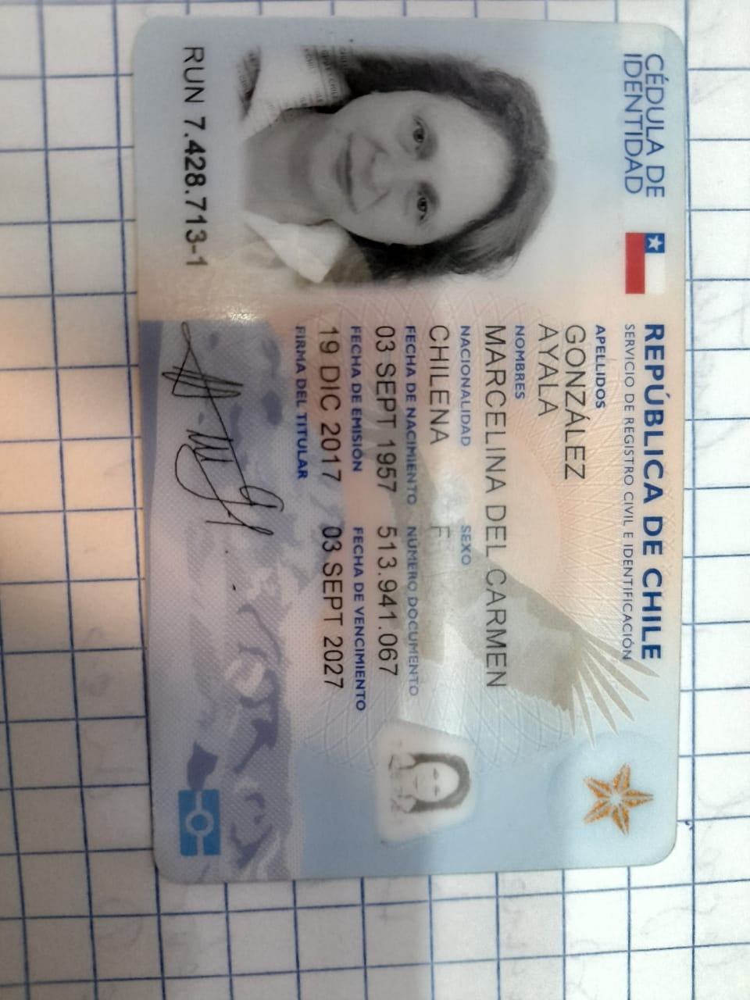 CÉDULA DE
IDENTIDAD
REPÚBLICA DE CHILE
SERVICIO DE REGISTRO CIVIL E IDENTIFICACIÓN
APELLIDOS
GONZÁLEZ
AYALA
NOMBRES
MARCELINA DEL CARMEN
NACIONALIDAD SEXO
CHILENA F
FECHA DE NACIMIENTO NÚMERO DOCUMENTO
03 SEPT 1957 513.941.067
FECHA DE EMISIÓN FECHA DE VENCIMIENTO
19 DIC 2017 03 SEPT 2027
FIRMA DEL TITULAR
RUN 7.428.713-1